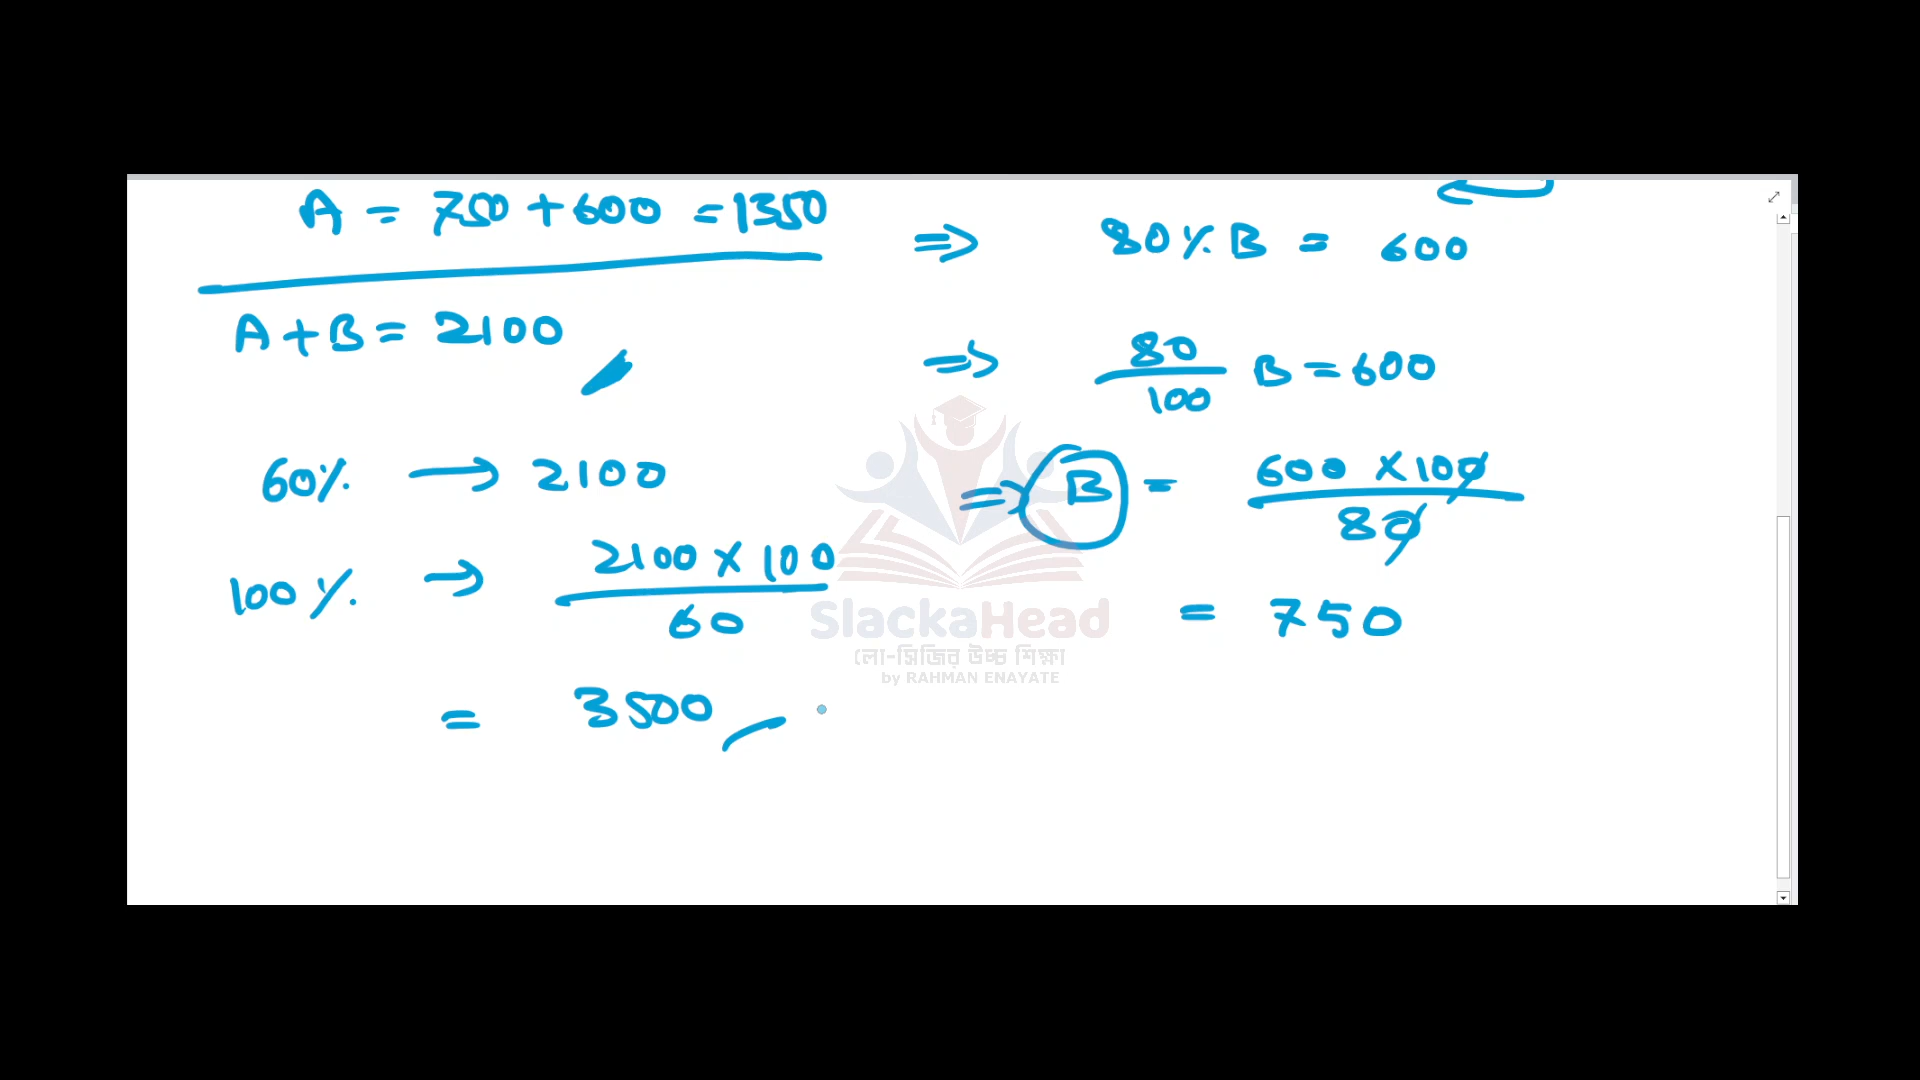 A = 750 + 600 = 1350
A + B = 2100
60% → 2100
100% → 2100 × 100
60
= 3500
⇒ 80% B = 600
⇒ 80/100 B = 600
⇒ B = 600 × 100
80
= 750
SlackaHead
লো-সিজির উচ্চ শিক্ষা
by RAHMAN ENAYATE